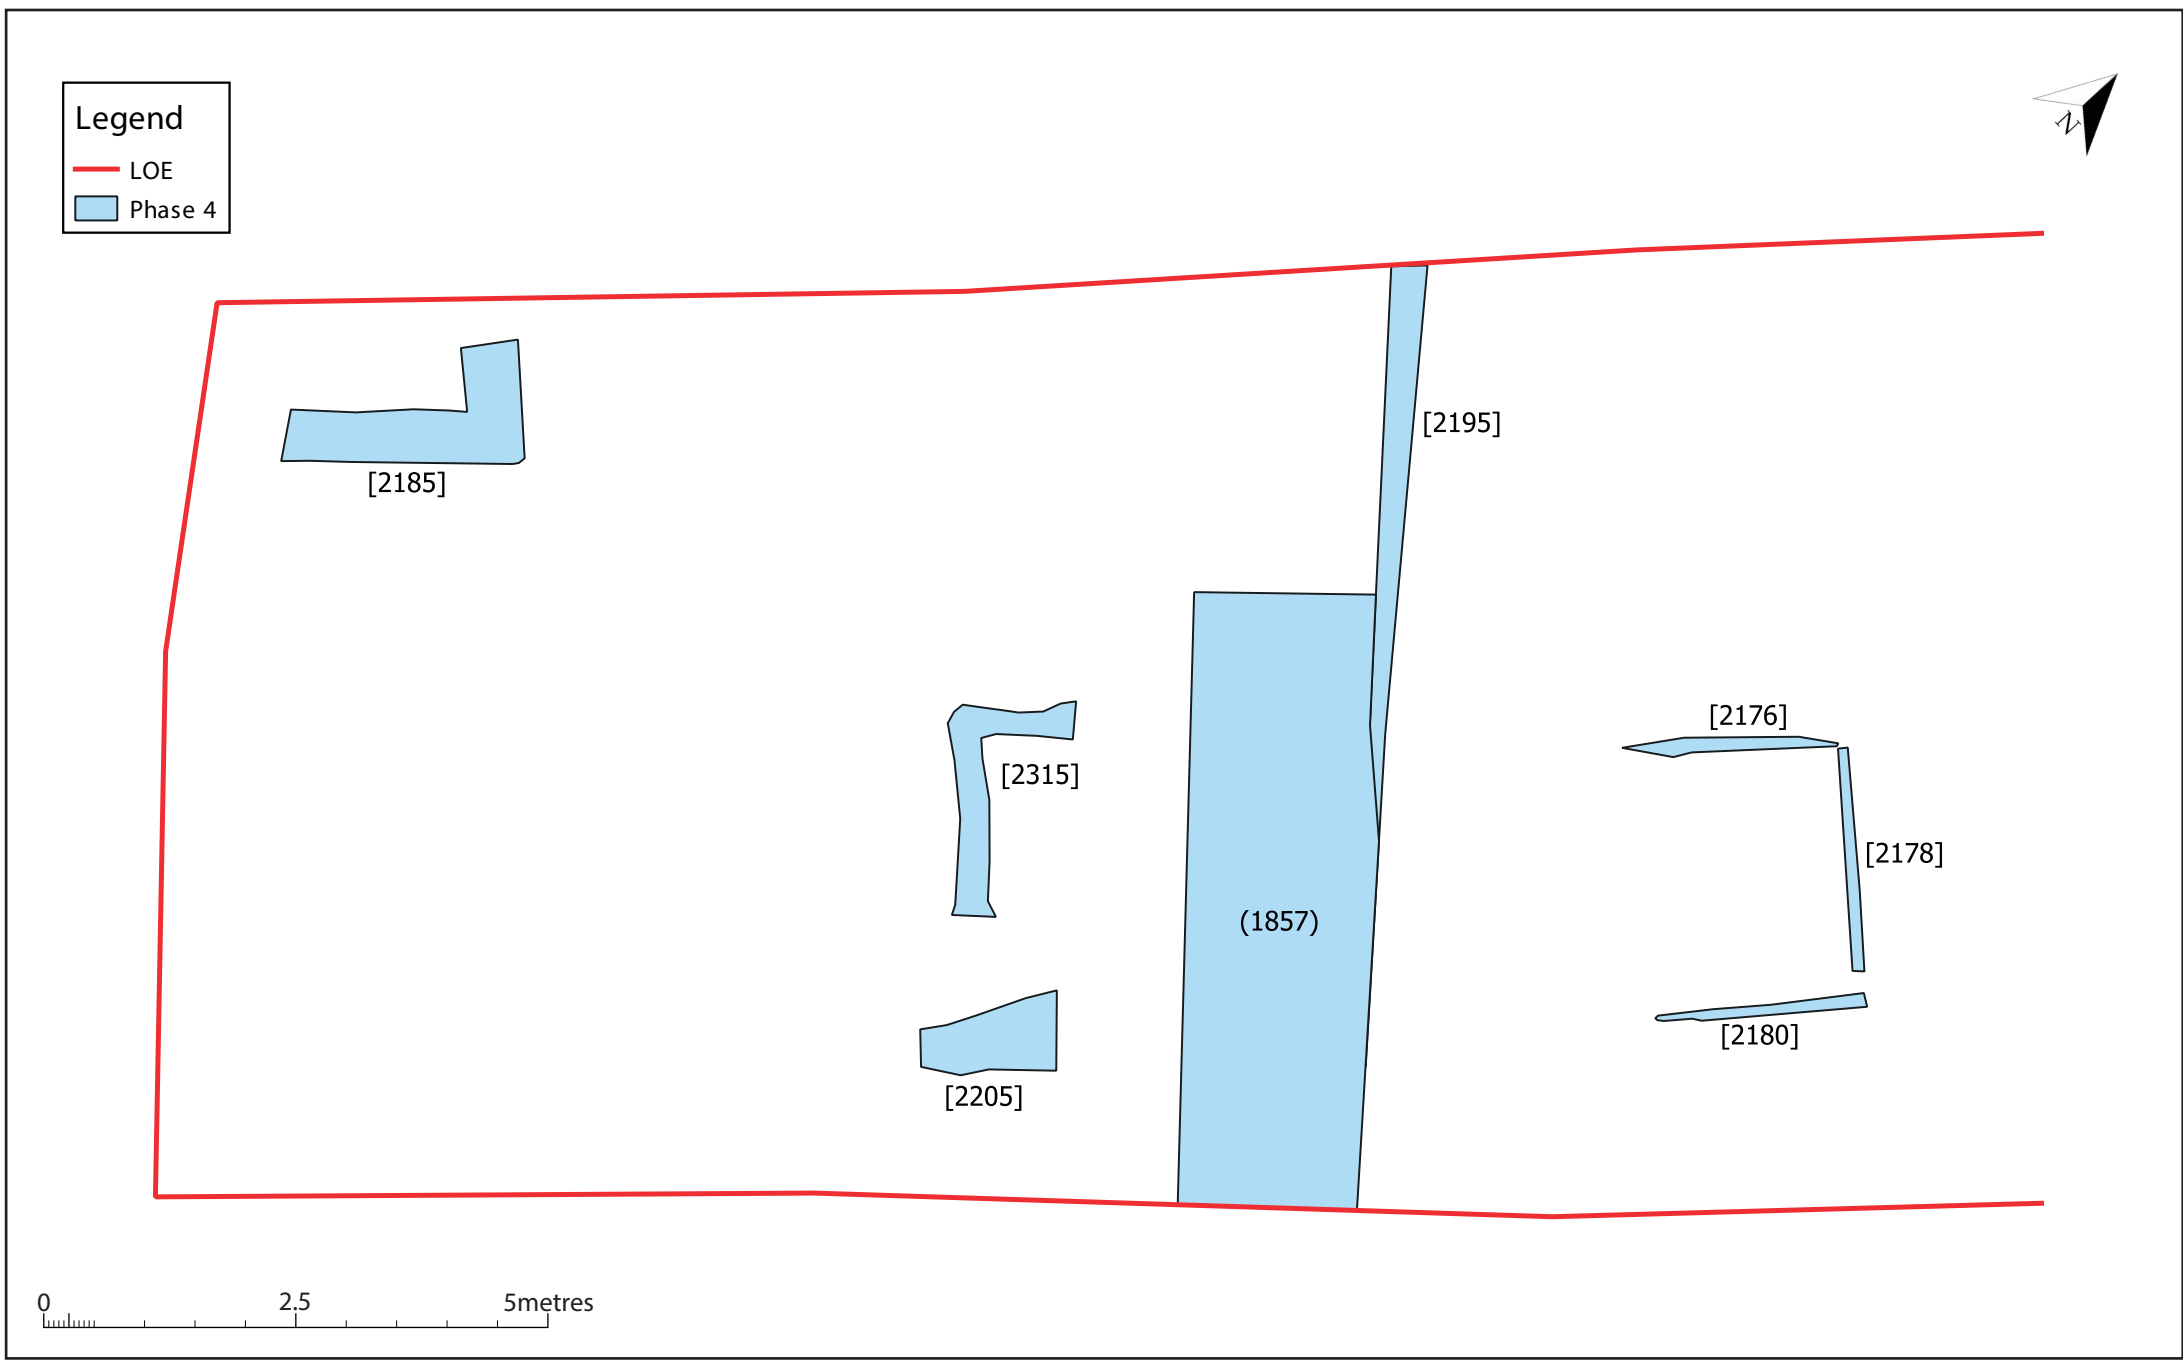 Legend
LOE
Phase 4
N
[2195]
[2185]
[2176]
[2315]
[2178]
(1857)
[2180]
[2205]
0 2.5 5metres